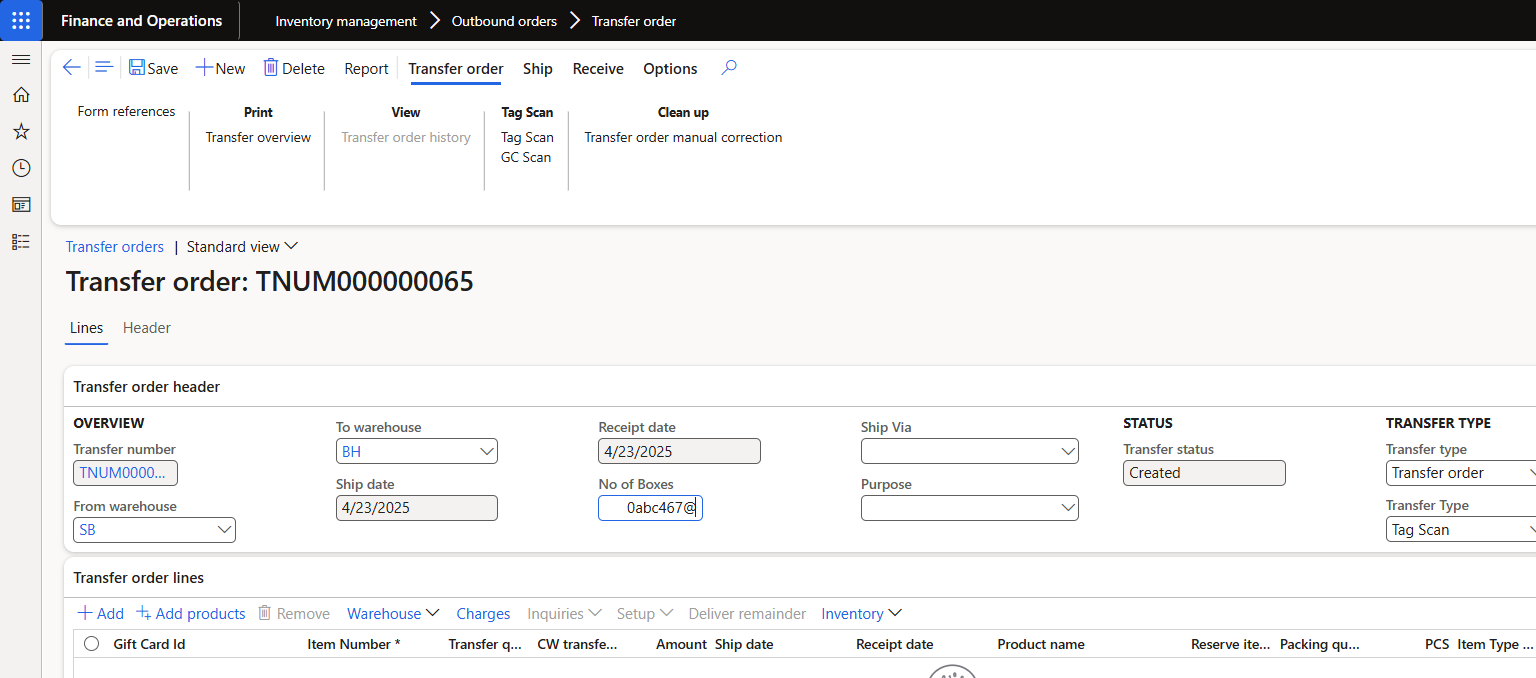 Finance and Operations
Inventory management > Outbound orders > Transfer order
Save New Delete Report Transfer order Ship Receive Options
Form references
Print
Transfer overview
View
Transfer order history
Tag Scan
Tag Scan
GC Scan
Clean up
Transfer order manual correction
Transfer orders | Standard view
Transfer order: TNUM000000065
Lines Header
Transfer order header
OVERVIEW
Transfer number
TNUM0000...
From warehouse
SB
To warehouse
BH
Ship date
4/23/2025
Receipt date
4/23/2025
No of Boxes
0abc467@
Ship Via
Purpose
STATUS
Transfer status
Created
TRANSFER TYPE
Transfer type
Transfer order
Transfer Type
Tag Scan
Transfer order lines
Add Add products Remove Warehouse Charges Inquiries Setup Deliver remainder Inventory
Gift Card Id Item Number * Transfer q... CW transfe... Amount Ship date Receipt date Product name Reserve ite... Packing qu... PCS Item Type ...